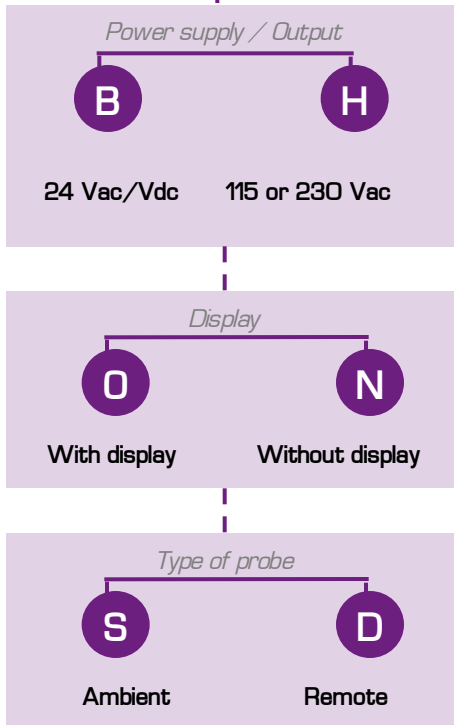 Power supply / Output
B H
24 Vac/Vdc 115 or 230 Vac
Display
O N
With display Without display
Type of probe
S D
Ambient Remote